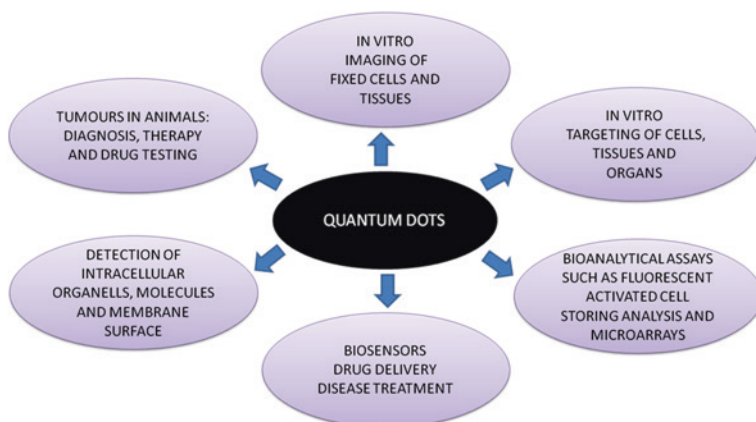 IN VITRO
IMAGING OF
FIXED CELLS AND
TISSUES
TUMOURS IN ANIMALS:
DIAGNOSIS, THERAPY
AND DRUG TESTING
IN VITRO
TARGETING OF CELLS,
TISSUES AND
ORGANS
QUANTUM DOTS
DETECTION OF
INTRACELLULAR
ORGANELLS, MOLECULES
AND MEMBRANE
SURFACE
BIOANALYTICAL ASSAYS
SUCH AS FLUORESCENT
ACTIVATED CELL
STORING ANALYSIS AND
MICROARRAYS
BIOSENSORS
DRUG DELIVERY
DISEASE TREATMENT